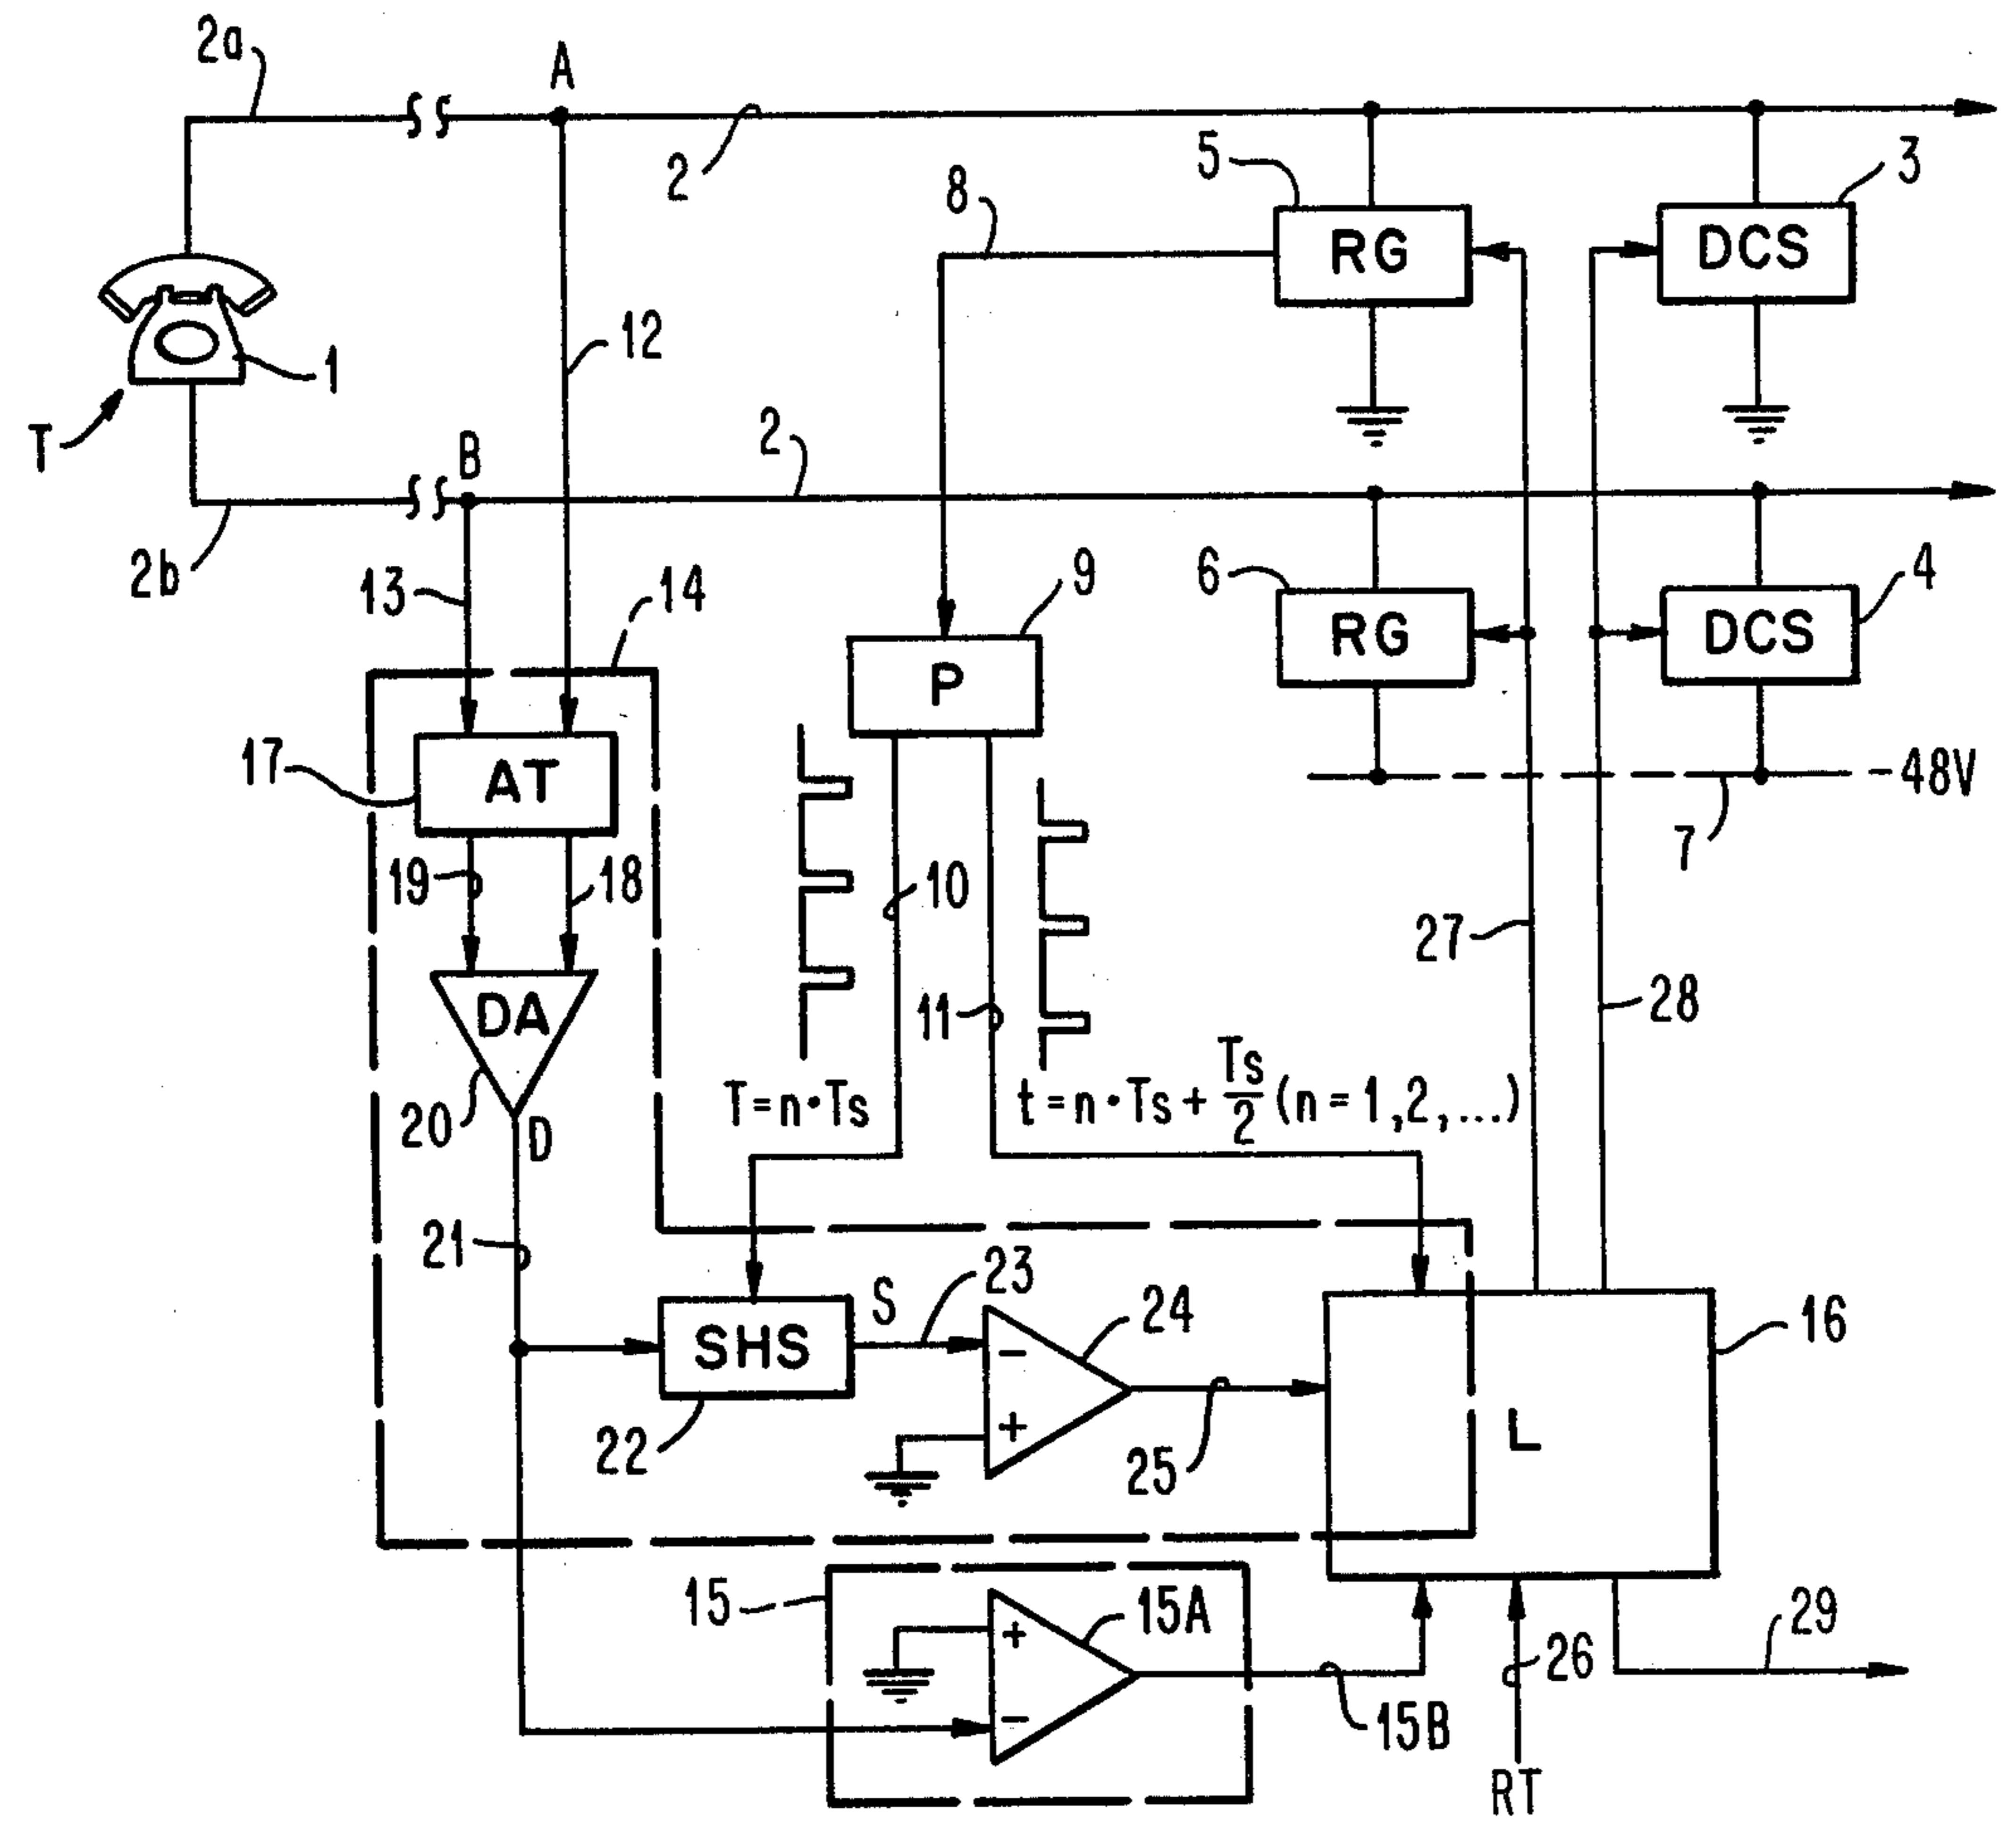 2a
A
2
5
3
8
RG
DCS
1
12
T
B
2
2b
13
14
9
6
4
RG
DCS
P
17
AT
-48V
7
19
18
10
27
DA
11
28
20
D
T=n·Ts
t=n·Ts+Ts/2(n=1,2,...)
21
23
S
24
16
SHS
-
+
L
22
25
15
15A
+
-
29
26
15B
RT